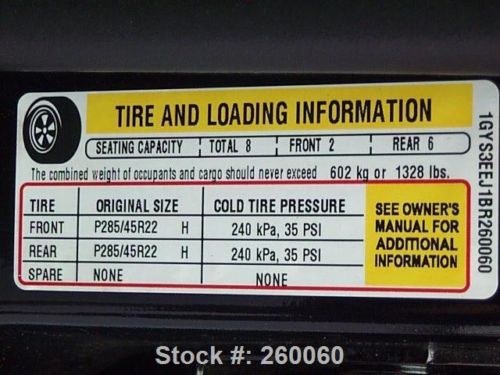 TIRE AND LOADING INFORMATION
SEATING CAPACITY TOTAL 8 FRONT 2 REAR 6
The combined weight of occupants and cargo should never exceed 602 kg or 1328 lbs.
TIRE ORIGINAL SIZE COLD TIRE PRESSURE
FRONT P285/45R22 H 240 kPa, 35 PSI
REAR P285/45R22 H 240 kPa, 35 PSI
SPARE NONE NONE
SEE OWNER'S
MANUAL FOR
ADDITIONAL
INFORMATION
1GYS3EEJ1BR260060
Stock #: 260060